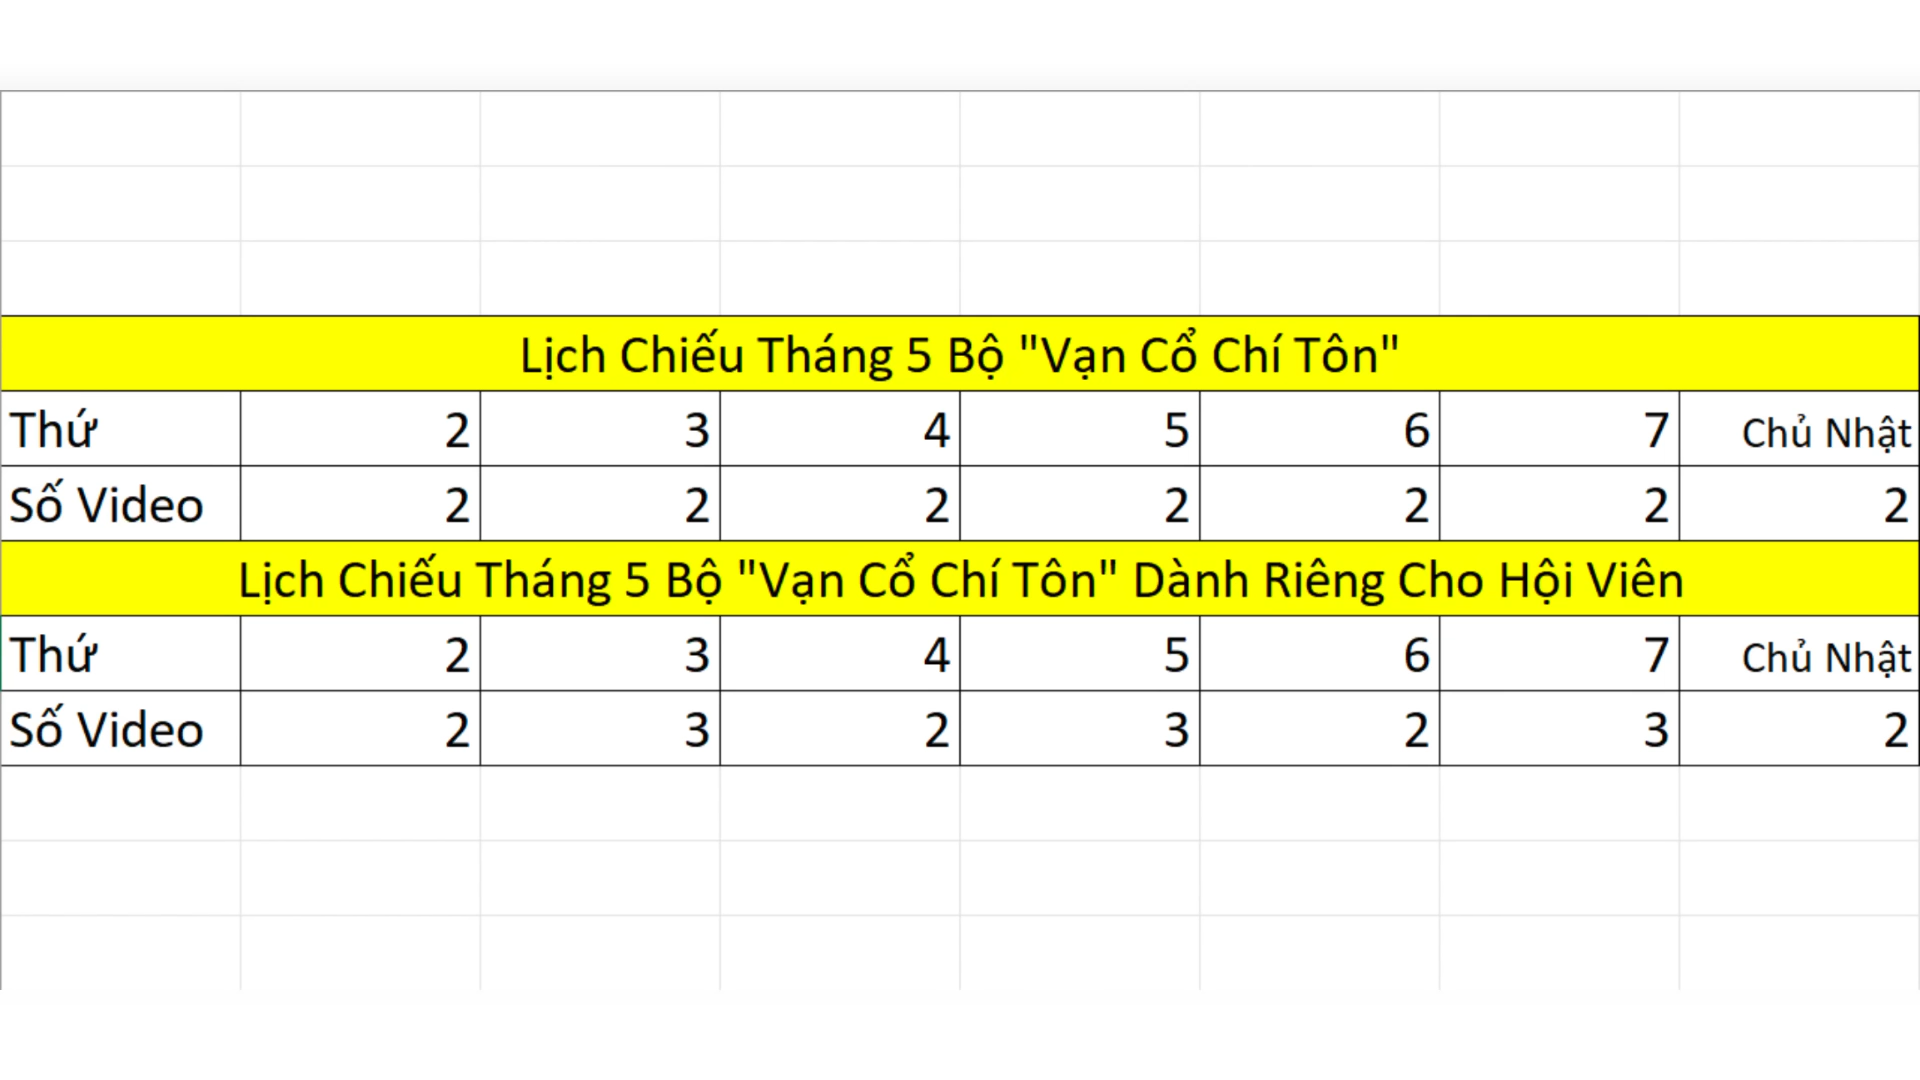 Lịch Chiếu Tháng 5 Bộ "Vạn Cổ Chí Tôn"
Thứ 2 3 4 5 6 7 Chủ Nhật
Số Video 2 2 2 2 2 2 2
Lịch Chiếu Tháng 5 Bộ "Vạn Cổ Chí Tôn" Dành Riêng Cho Hội Viên
Thứ 2 3 4 5 6 7 Chủ Nhật
Số Video 2 3 2 3 2 3 2